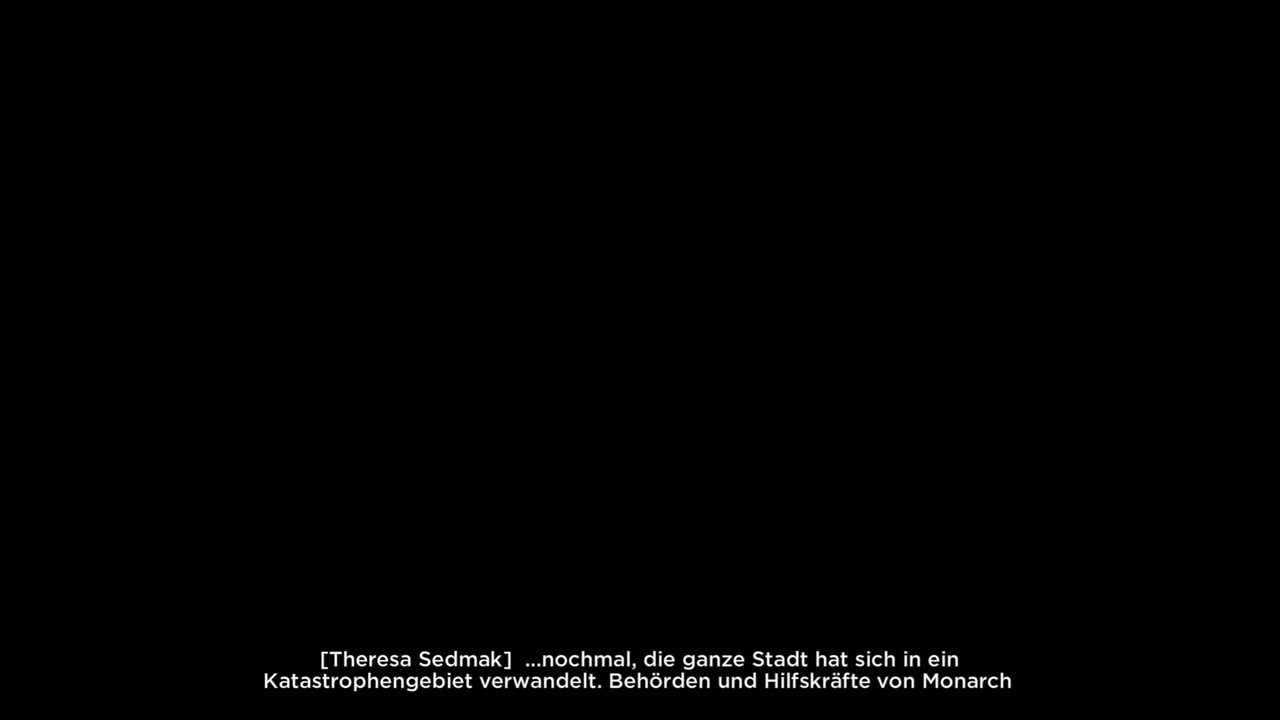 [Theresa Sedmak]  ...nochmal, die ganze Stadt hat sich in ein
Katastrophengebiet verwandelt. Behörden und Hilfskräfte von Monarch